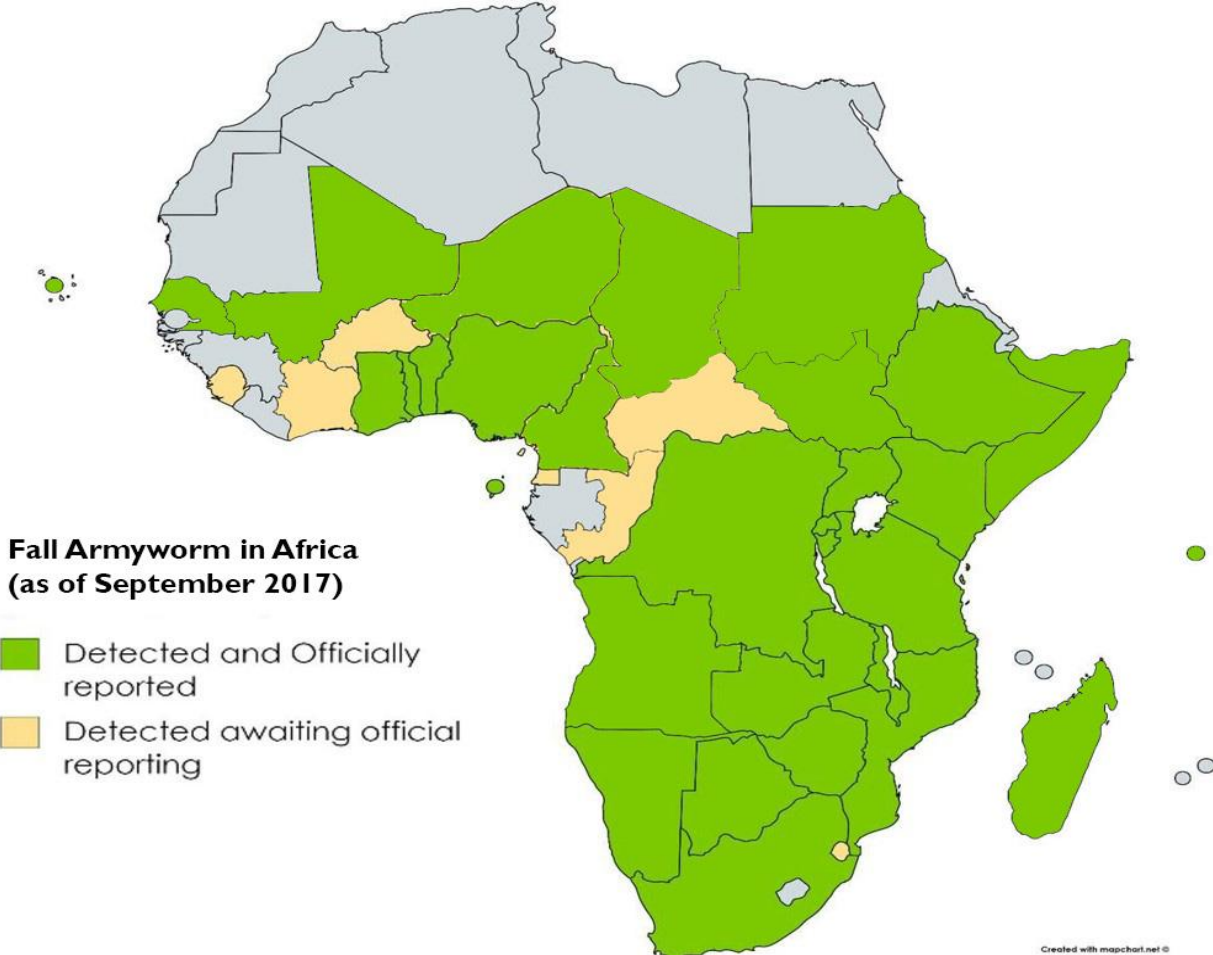 Fall Armyworm in Africa
(as of September 2017)
Detected and Officially
reported
Detected awaiting official
reporting
Created with mapchart.net ©